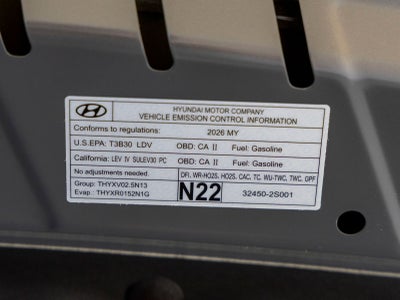 HYUNDAI MOTOR COMPANY
VEHICLE EMISSION CONTROL INFORMATION
Conforms to regulations: 2026 MY
U.S.EPA: T3B30 LDV OBD: CA II Fuel: Gasoline
California: LEV IV SULEV30 PC OBD: CA II Fuel: Gasoline
No adjustments needed. DFI, WR-HO2S, HO2S, CAC, TC, WU-TWC, TWC, GPF
Group: THYXV02.5N13 N22 32450-2S001
Evap.: THYXR0152N1G